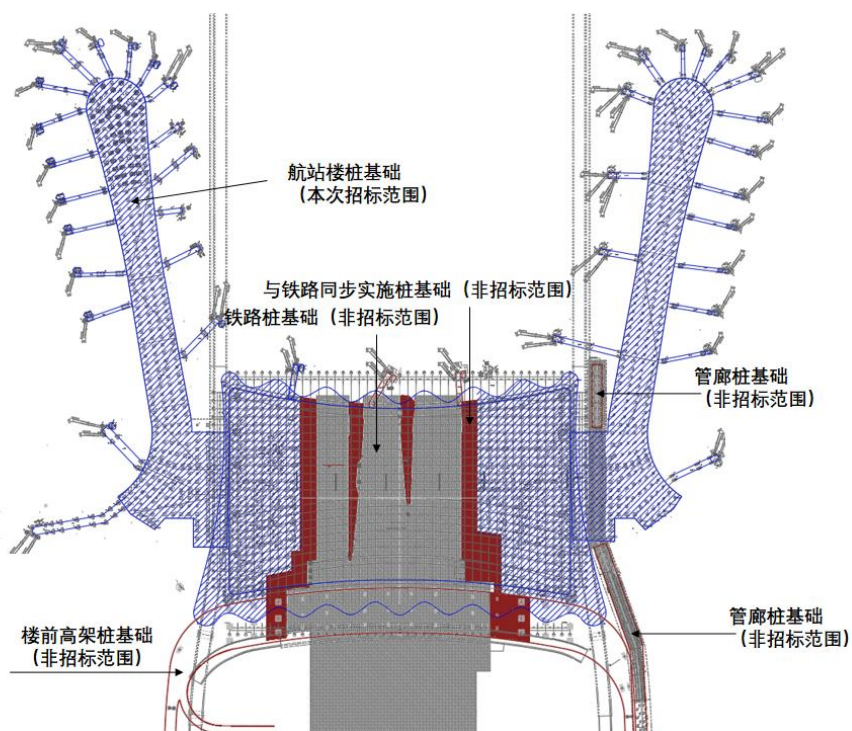 航站楼桩基础
(本次招标范围)
与铁路同步实施桩基础 (非招标范围)
铁路桩基础 (非招标范围)
管廊桩基础
(非招标范围)
楼前高架桩基础
(非招标范围)
管廊桩基础
(非招标范围)